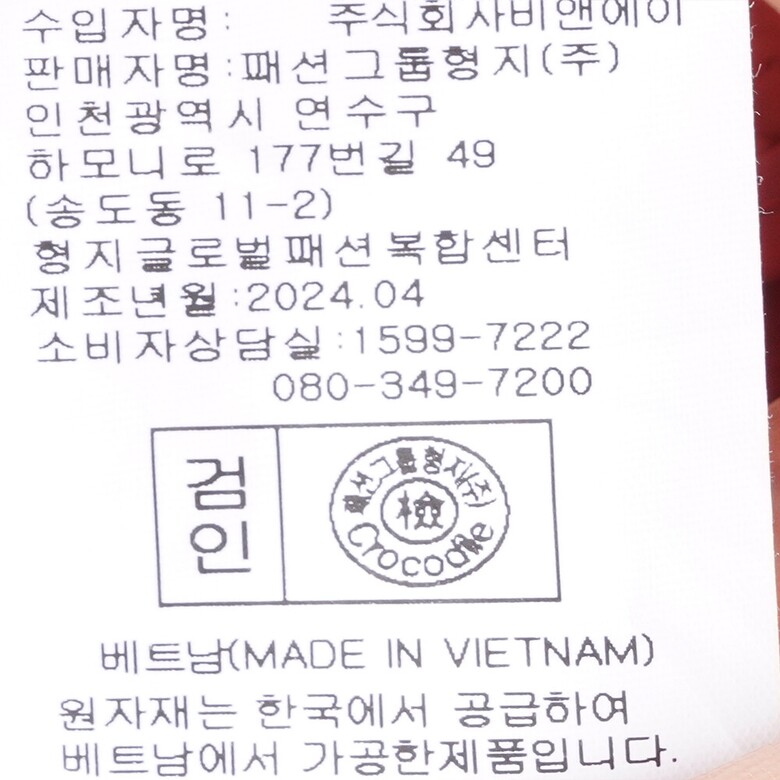 수입자명: 주식회사비앤에이
판매자명:패션그룹형지(주)
인천광역시 연수구
하모니로 177번길 49
(송도동 11-2)
형지글로벌패션복합센터
제조년월:2024.04
소비자상담실:1599-7222
080-349-7200
검인
패션그룹형지(주)
檢
Crocodile
베트남(MADE IN VIETNAM)
원자재는 한국에서 공급하여
베트남에서 가공한제품입니다.